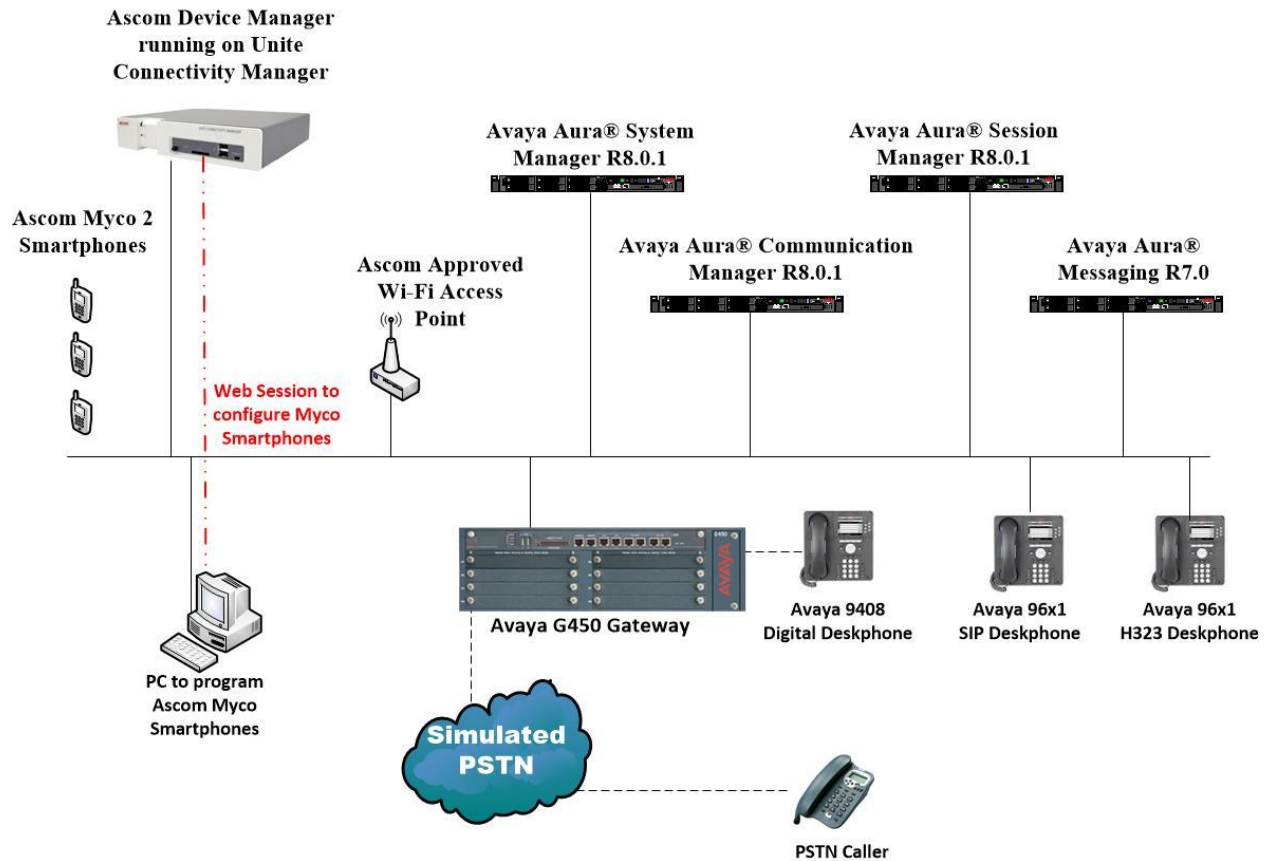 Ascom Device Manager
running on Unite
Connectivity Manager
Avaya Aura® System
Manager R8.0.1
Avaya Aura® Session
Manager R8.0.1
Ascom Myco 2
Smartphones
Ascom Approved
Wi-Fi Access
Point
Avaya Aura® Communication
Manager R8.0.1
Avaya Aura®
Messaging R7.0
Web Session to
configure Myco
Smartphones
AVAYA
Avaya G450 Gateway
Avaya 9408
Digital Deskphone
Avaya 96x1
SIP Deskphone
Avaya 96x1
H323 Deskphone
PC to program
Ascom Myco
Smartphones
Simulated
PSTN
PSTN Caller